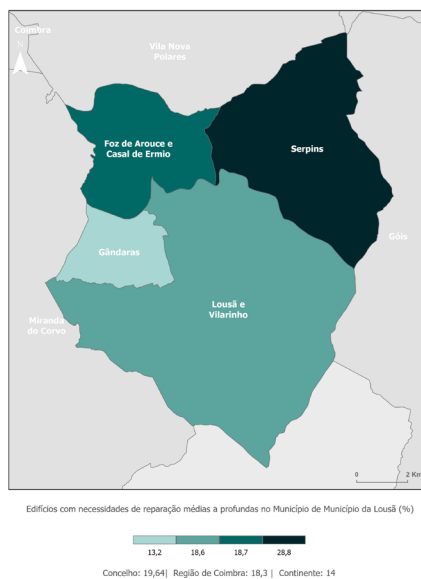 Coimbra
N
Vila Nova
Poiares
Foz de Arouce e
Casal de Ermio
Serpins
Góis
Gândaras
Lousã e
Vilarinho
Miranda
do Corvo
0 2 Km
Edifícios com necessidades de reparação médias a profundas no Município de Município da Lousã (%)
13,2 18,6 18,7 28,8
Concelho: 19,64| Região de Coimbra: 18,3 | Continente: 14